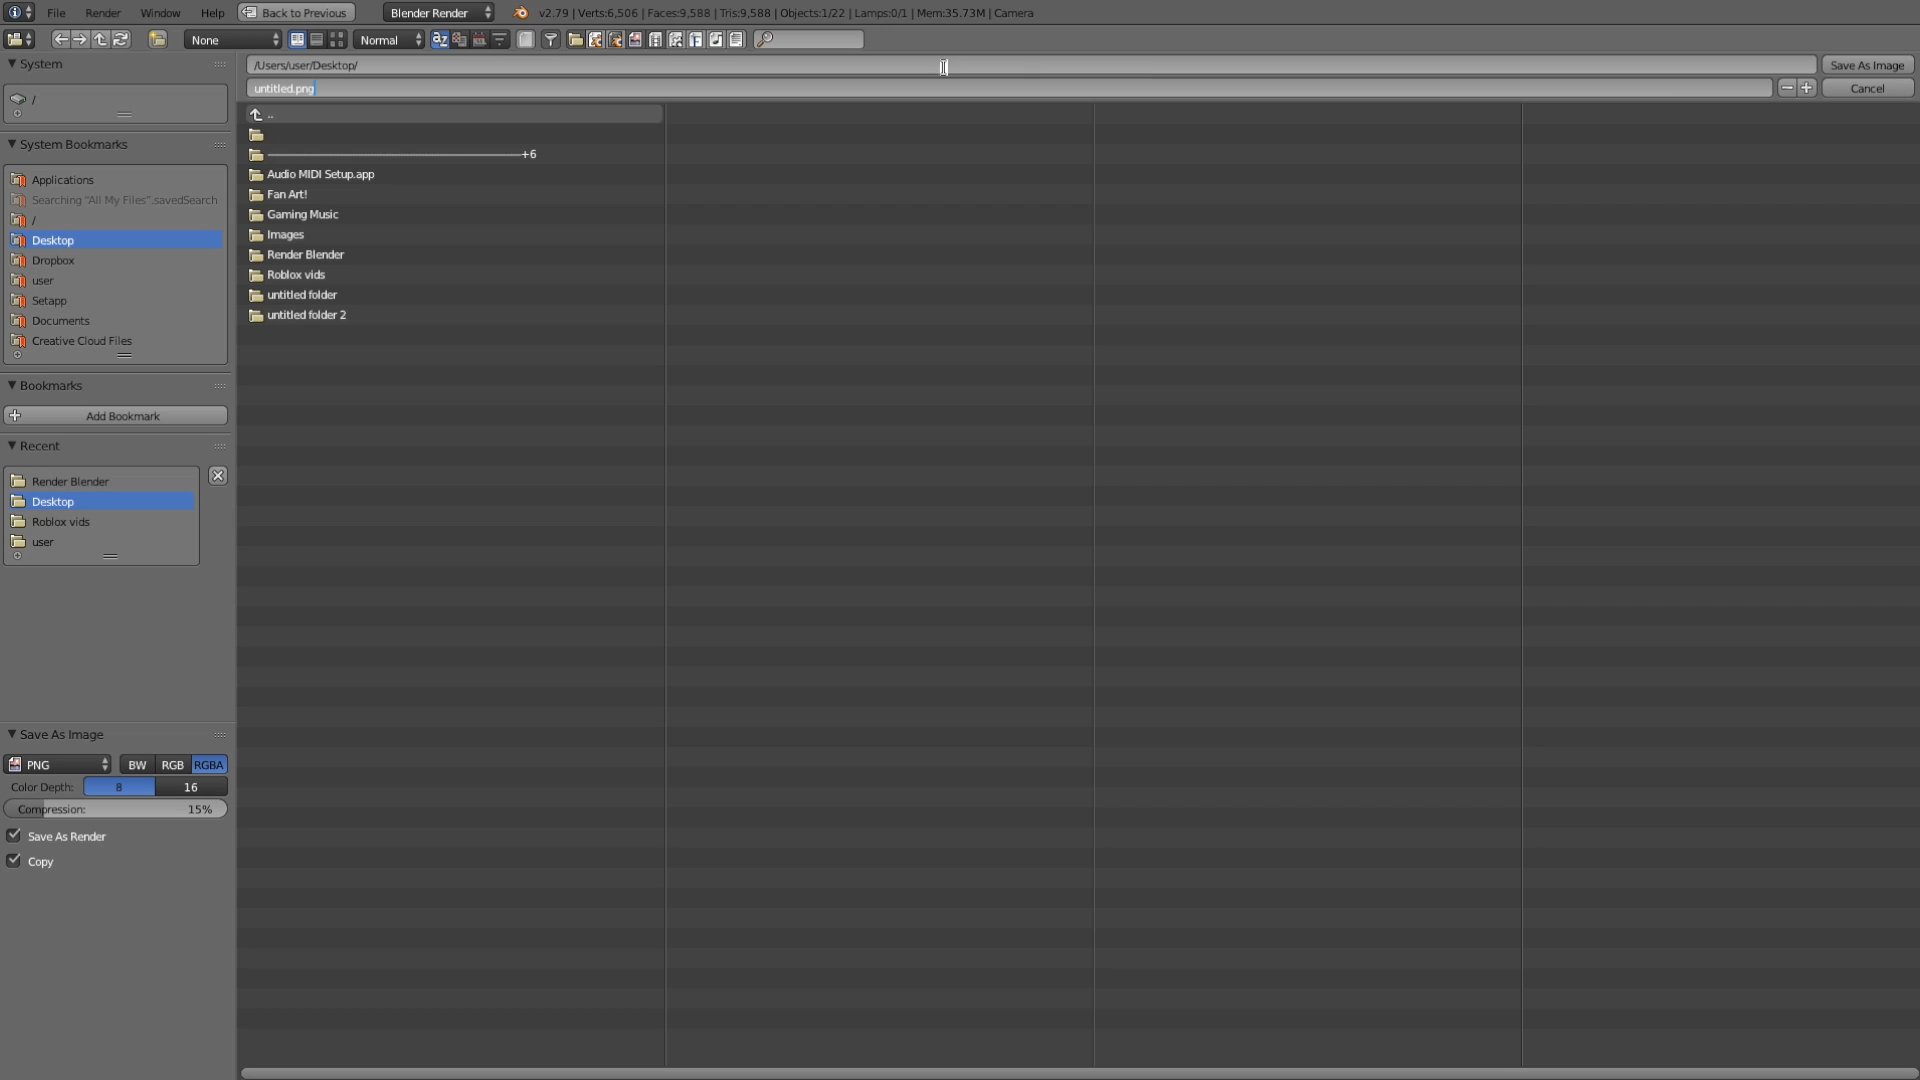 File Render Window Help Back to Previous Blender Render v2.79 | Verts:6,506 | Faces:9,588 | Tris:9,588 | Objects:1/22 | Lamps:0/1 | Mem:35.73M | Camera
None Normal
System
/
System Bookmarks
Applications
Searching “All My Files”.savedSearch
/
Desktop
Dropbox
user
Setapp
Documents
Creative Cloud Files
Bookmarks
Add Bookmark
Recent
Render Blender
Desktop
Roblox vids
user
Save As Image
PNG BW RGB RGBA
Color Depth: 8 16
Compression: 15%
Save As Render
Copy
/Users/user/Desktop/ Save As Image
untitled.png Cancel
..
+6
Audio MIDI Setup.app
Fan Art!
Gaming Music
Images
Render Blender
Roblox vids
untitled folder
untitled folder 2